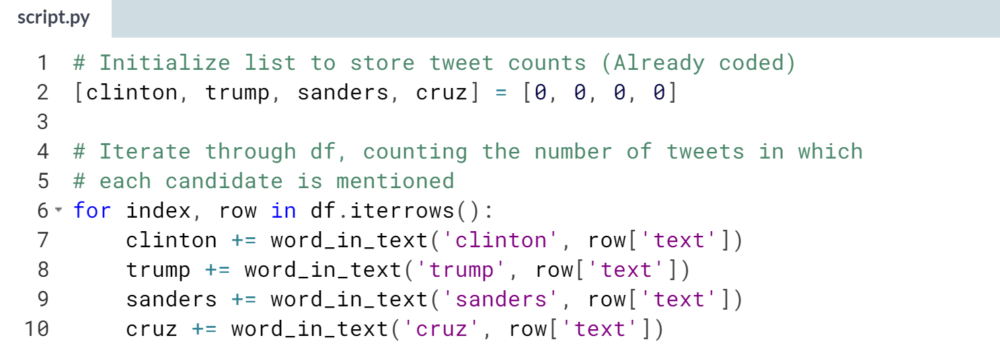 script.py
1 # Initialize list to store tweet counts (Already coded)
2 [clinton, trump, sanders, cruz] = [0, 0, 0, 0]
3
4 # Iterate through df, counting the number of tweets in which
5 # each candidate is mentioned
6 for index, row in df.iterrows():
7     clinton += word_in_text('clinton', row['text'])
8     trump += word_in_text('trump', row['text'])
9     sanders += word_in_text('sanders', row['text'])
10     cruz += word_in_text('cruz', row['text'])